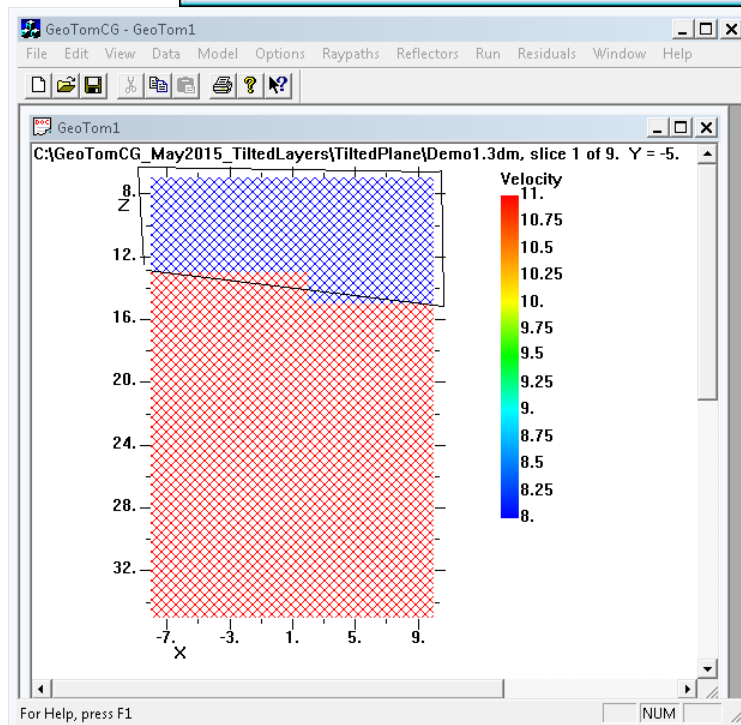 GeoTomCG - GeoTom1
File Edit View Data Model Options Raypaths Reflectors Run Residuals Window Help
GeoTom1
C:\GeoTomCG_May2015_TiltedLayers\TiltedPlane\Demo1.3dm, slice 1 of 9. Y = -5.
Velocity
11.
10.75
10.5
10.25
10.
9.75
9.5
9.25
9.
8.75
8.5
8.25
8.
8.
Z
12.
16.
20.
24.
28.
32.
-7. -3. 1. 5. 9.
X
For Help, press F1 NUM